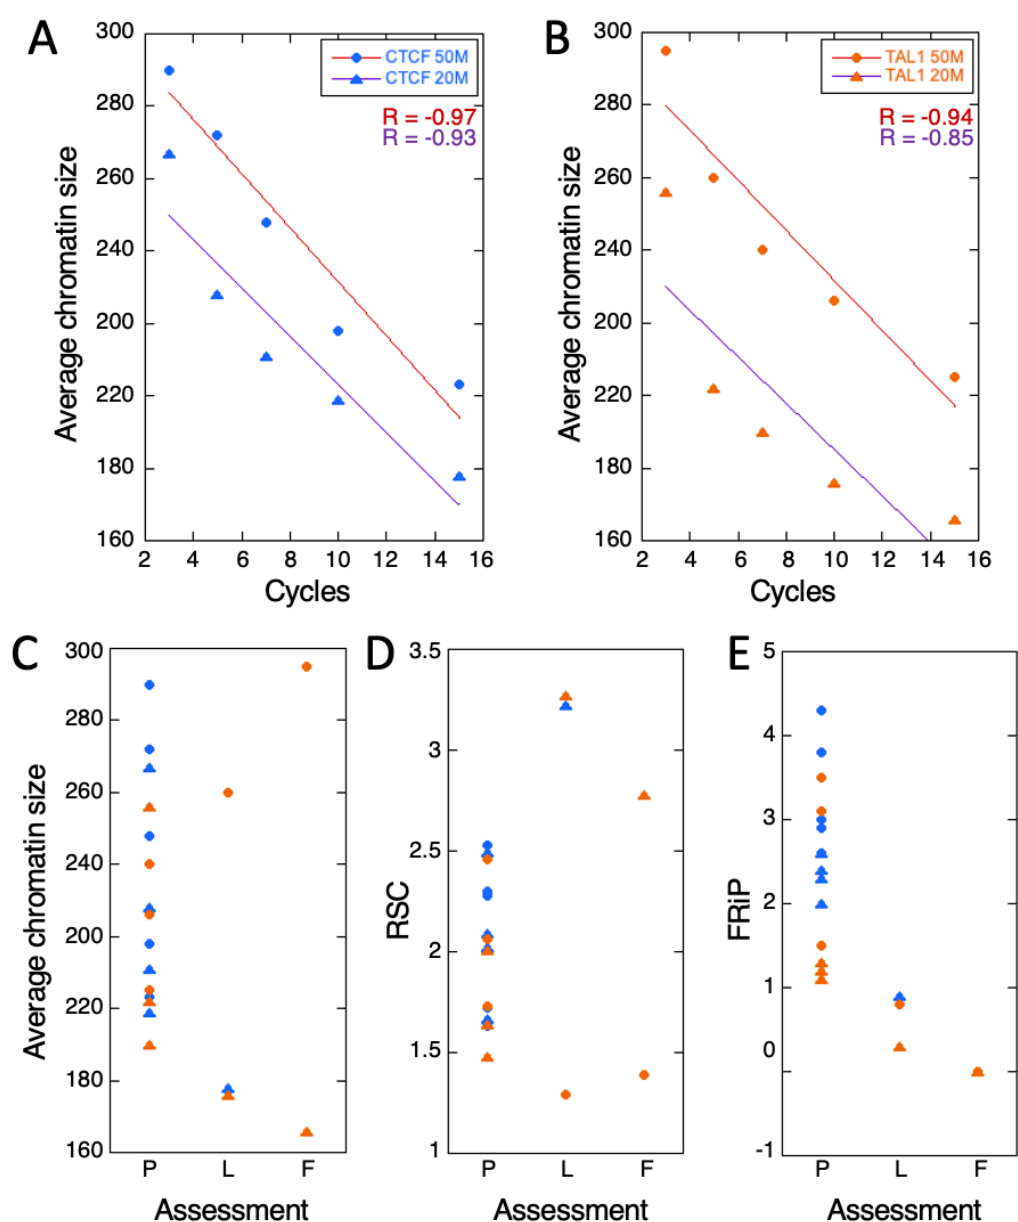 A
300
280
260
240
200
220
180
160
2 4 6 8 10 12 14 16
Cycles
Average chromatin size
CTCF 50M
CTCF 20M
R = -0.97
R = -0.93
B
300
280
260
240
200
220
180
160
2 4 6 8 10 12 14 16
Cycles
Average chromatin size
TAL1 50M
TAL1 20M
R = -0.94
R = -0.85
C
300
280
260
240
200
220
180
160
P L F
Assessment
Average chromatin size
D
3.5
3
2.5
2
1.5
1
P L F
Assessment
RSC
E
5
4
3
2
1
0
-1
P L F
Assessment
FRiP